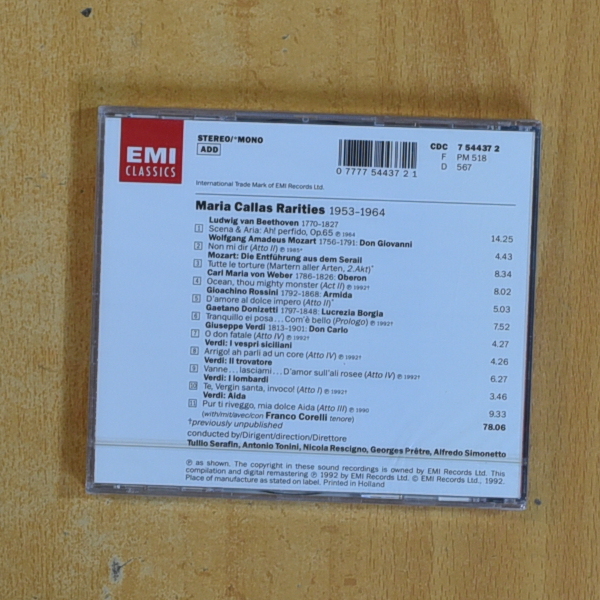 EMI
CLASSICS
STEREO/*MONO
ADD
0 7777 54437 2 1
CDC 7 54437 2
F PM 518
D 567
International Trade Mark of EMI Records Ltd.
Maria Callas Rarities 1953-1964
Ludwig van Beethoven 1770-1827
1 Scena & Aria: Ah! perfido, Op.65 ℗ 1964 14.25
Wolfgang Amadeus Mozart 1756-1791: Don Giovanni
2 Non mi dir (Atto II) ℗ 1985* 4.43
Mozart: Die Entführung aus dem Serail
3 Tutte le torture (Martern aller Arten, 2.Akt)* 8.34
Carl Maria von Weber 1786-1826: Oberon
4 Ocean, thou mighty monster (Act II) ℗ 1992† 8.02
Gioachino Rossini 1792-1868: Armida
5 D'amore al dolce impero (Atto II)* 5.03
Gaetano Donizetti 1797-1848: Lucrezia Borgia
6 Tranquillo ei posa...Com'è bello (Prologo) ℗ 1992† 7.52
Giuseppe Verdi 1813-1901: Don Carlo
7 O don fatale (Atto IV) ℗ 1992† 4.27
Verdi: I vespri siciliani
8 Arrigo! ah parli ad un core (Atto IV) ℗ 1992† 4.26
Verdi: Il trovatore
9 Vanne...lasciami...D'amor sull'ali rosee (Atto IV) ℗ 1992† 6.27
Verdi: I lombardi
10 Te, Vergin santa, invoco! (Atto I) ℗ 1992† 3.46
Verdi: Aida
11 Pur ti riveggo, mia dolce Aida (Atto III) ℗ 1990 9.33
(with/mit/avec/con Franco Corelli tenore)
†previously unpublished 78.06
conducted by/Dirigent/direction/Direttore
Tullio Serafin, Antonio Tonini, Nicola Rescigno, Georges Prêtre, Alfredo Simonetto
℗ as shown. The copyright in these sound recordings is owned by EMI Records Ltd. This
compilation and digital remastering ℗ 1992 by EMI Records Ltd. © EMI Records Ltd., 1992.
Place of manufacture as stated on label. Printed in Holland